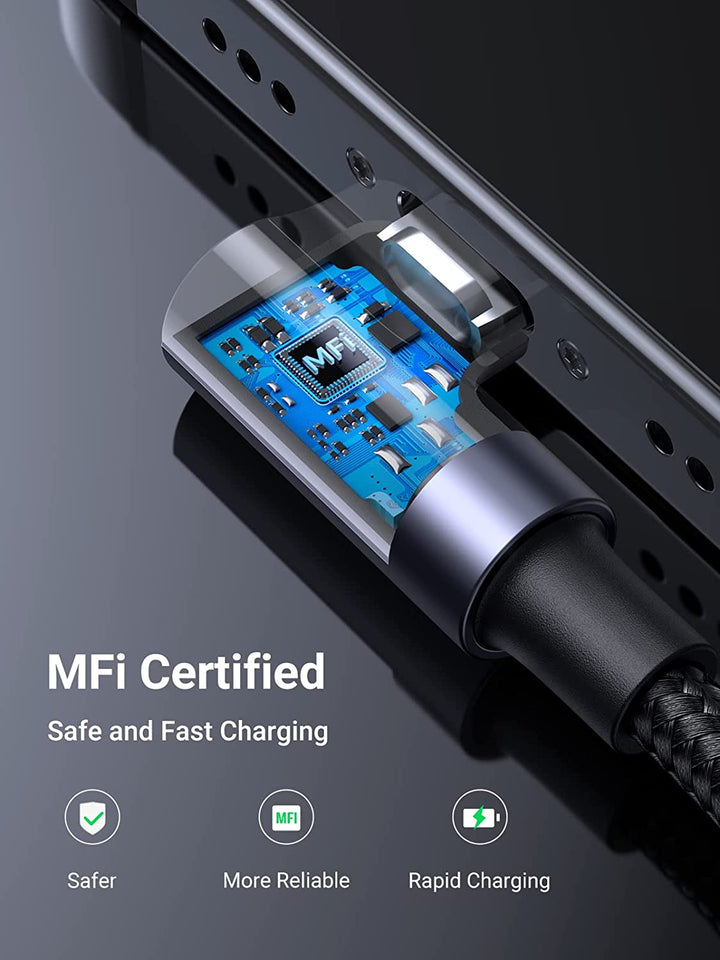 MFi
MFi Certified
Safe and Fast Charging
MFI
Safer
More Reliable
Rapid Charging